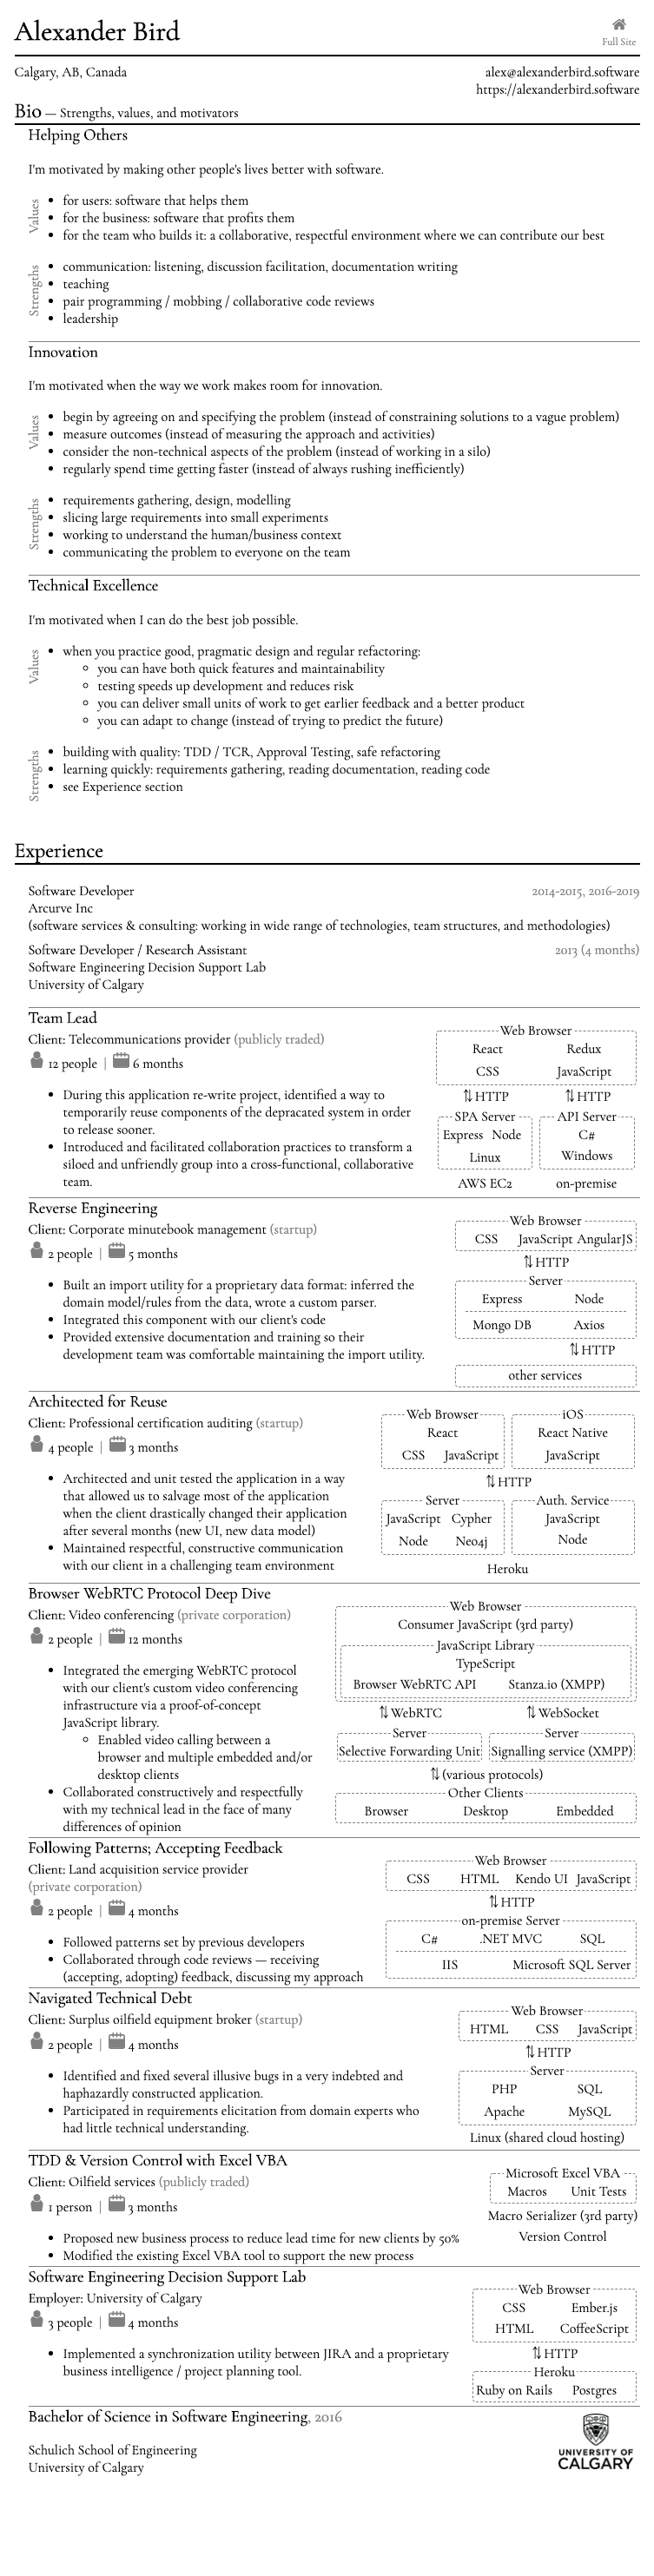 Alexander Bird
Full Site
Calgary, AB, Canada
alex@alexanderbird.software
https://alexanderbird.software
Bio — Strengths, values, and motivators
Helping Others
I'm motivated by making other people's lives better with software.
Values
• for users: software that helps them
• for the business: software that profits them
• for the team who builds it: a collaborative, respectful environment where we can contribute our best
Strengths
• communication: listening, discussion facilitation, documentation writing
• teaching
• pair programming / mobbing / collaborative code reviews
• leadership
Innovation
I'm motivated when the way we work makes room for innovation.
Values
• begin by agreeing on and specifying the problem (instead of constraining solutions to a vague problem)
• measure outcomes (instead of measuring the approach and activities)
• consider the non-technical aspects of the problem (instead of working in a silo)
• regularly spend time getting faster (instead of always rushing inefficiently)
Strengths
• requirements gathering, design, modelling
• slicing large requirements into small experiments
• working to understand the human/business context
• communicating the problem to everyone on the team
Technical Excellence
I'm motivated when I can do the best job possible.
Values
• when you practice good, pragmatic design and regular refactoring:
◦ you can have both quick features and maintainability
◦ testing speeds up development and reduces risk
◦ you can deliver small units of work to get earlier feedback and a better product
◦ you can adapt to change (instead of trying to predict the future)
Strengths
• building with quality: TDD / TCR, Approval Testing, safe refactoring
• learning quickly: requirements gathering, reading documentation, reading code
• see Experience section
Experience
Software Developer 2014-2015, 2016-2019
Arcurve Inc
(software services & consulting: working in wide range of technologies, team structures, and methodologies)
Software Developer / Research Assistant 2013 (4 months)
Software Engineering Decision Support Lab
University of Calgary
Team Lead
Client: Telecommunications provider (publicly traded)
12 people | 6 months
• During this application re-write project, identified a way to
temporarily reuse components of the depracated system in order
to release sooner.
• Introduced and facilitated collaboration practices to transform a
siloed and unfriendly group into a cross-functional, collaborative
team.
Web Browser
React Redux
CSS JavaScript
⇅ HTTP ⇅ HTTP
SPA Server API Server
Express Node C#
Linux Windows
AWS EC2 on-premise
Reverse Engineering
Client: Corporate minutebook management (startup)
2 people | 5 months
• Built an import utility for a proprietary data format: inferred the
domain model/rules from the data, wrote a custom parser.
• Integrated this component with our client's code
• Provided extensive documentation and training so their
development team was comfortable maintaining the import utility.
Web Browser
CSS JavaScript AngularJS
⇅ HTTP
Server
Express Node
Mongo DB Axios
⇅ HTTP
other services
Architected for Reuse
Client: Professional certification auditing (startup)
4 people | 3 months
• Architected and unit tested the application in a way
that allowed us to salvage most of the application
when the client drastically changed their application
after several months (new UI, new data model)
• Maintained respectful, constructive communication
with our client in a challenging team environment
Web Browser iOS
React React Native
CSS JavaScript JavaScript
⇅ HTTP
Server Auth. Service
JavaScript Cypher JavaScript
Node Neo4j Node
Heroku
Browser WebRTC Protocol Deep Dive
Client: Video conferencing (private corporation)
2 people | 12 months
• Integrated the emerging WebRTC protocol
with our client's custom video conferencing
infrastructure via a proof-of-concept
JavaScript library.
◦ Enabled video calling between a
browser and multiple embedded and/or
desktop clients
• Collaborated constructively and respectfully
with my technical lead in the face of many
differences of opinion
Web Browser
Consumer JavaScript (3rd party)
JavaScript Library
TypeScript
Browser WebRTC API Stanza.io (XMPP)
⇅ WebRTC ⇅ WebSocket
Server Server
Selective Forwarding Unit Signalling service (XMPP)
⇅ (various protocols)
Other Clients
Browser Desktop Embedded
Following Patterns; Accepting Feedback
Client: Land acquisition service provider
(private corporation)
2 people | 4 months
• Followed patterns set by previous developers
• Collaborated through code reviews — receiving
(accepting, adopting) feedback, discussing my approach
Web Browser
CSS HTML Kendo UI JavaScript
⇅ HTTP
on-premise Server
C# .NET MVC SQL
IIS Microsoft SQL Server
Navigated Technical Debt
Client: Surplus oilfield equipment broker (startup)
2 people | 4 months
• Identified and fixed several illusive bugs in a very indebted and
haphazardly constructed application.
• Participated in requirements elicitation from domain experts who
had little technical understanding.
Web Browser
HTML CSS JavaScript
⇅ HTTP
Server
PHP SQL
Apache MySQL
Linux (shared cloud hosting)
TDD & Version Control with Excel VBA
Client: Oilfield services (publicly traded)
1 person | 3 months
• Proposed new business process to reduce lead time for new clients by 50%
• Modified the existing Excel VBA tool to support the new process
Microsoft Excel VBA
Macros Unit Tests
Macro Serializer (3rd party)
Version Control
Software Engineering Decision Support Lab
Employer: University of Calgary
3 people | 4 months
• Implemented a synchronization utility between JIRA and a proprietary
business intelligence / project planning tool.
Web Browser
CSS Ember.js
HTML CoffeeScript
⇅ HTTP
Heroku
Ruby on Rails Postgres
Bachelor of Science in Software Engineering, 2016
Schulich School of Engineering
University of Calgary
UNIVERSITY OF
CALGARY